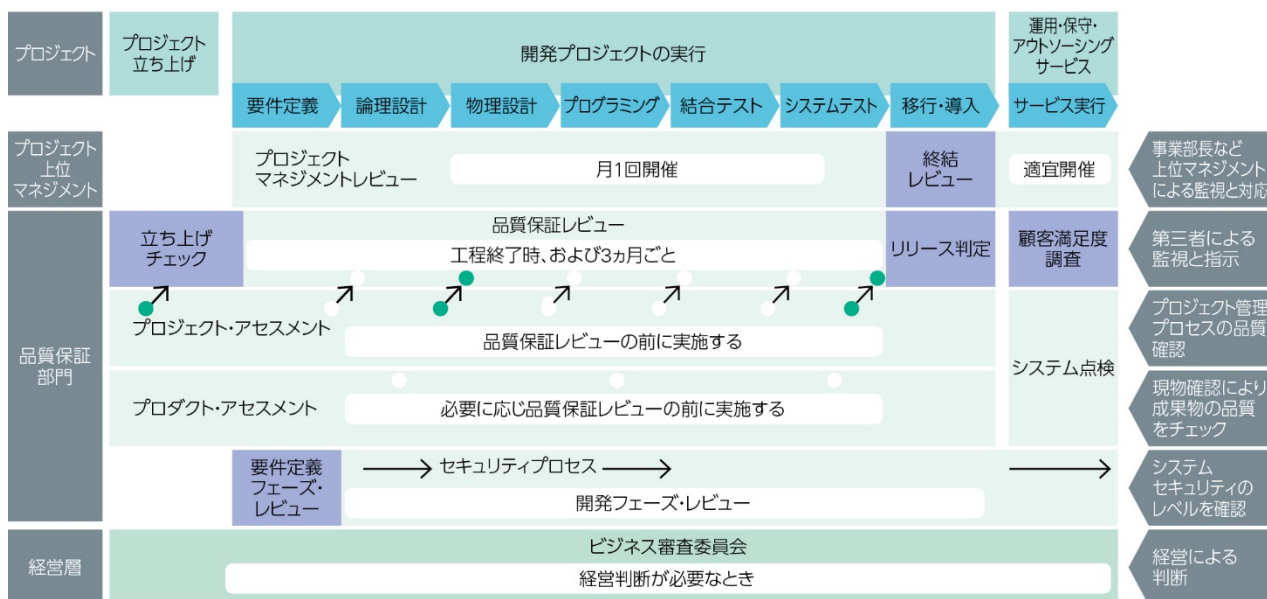 プロジェクト
プロジェクト
立ち上げ
開発プロジェクトの実行
運用・保守・
アウトソーシング
サービス
要件定義
論理設計
物理設計
プログラミング
結合テスト
システムテスト
移行・導入
サービス実行
プロジェクト
上位
マネジメント
プロジェクト
マネジメントレビュー
月1回開催
終結
レビュー
適宜開催
事業部長など
上位マネジメント
による監視と対応
品質保証
部門
立ち上げ
チェック
品質保証レビュー
工程終了時、および3ヵ月ごと
リリース判定
顧客満足度
調査
第三者による
監視と指示
プロジェクト・アセスメント
品質保証レビューの前に実施する
システム点検
プロジェクト管理
プロセスの品質
確認
プロダクト・アセスメント
必要に応じ品質保証レビューの前に実施する
現物確認により
成果物の品質
をチェック
要件定義
フェーズ・
レビュー
セキュリティプロセス
開発フェーズ・レビュー
システム
セキュリティの
レベルを確認
経営層
ビジネス審査委員会
経営判断が必要なとき
経営による
判断